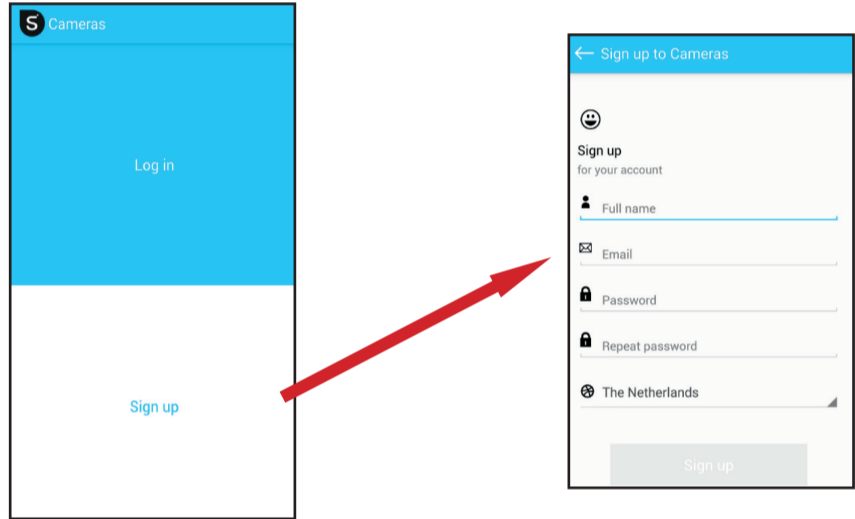 S Cameras
Log in
Sign up
Sign up to Cameras
Sign up
for your account
Full name
Email
Password
Repeat password
The Netherlands
Sign up